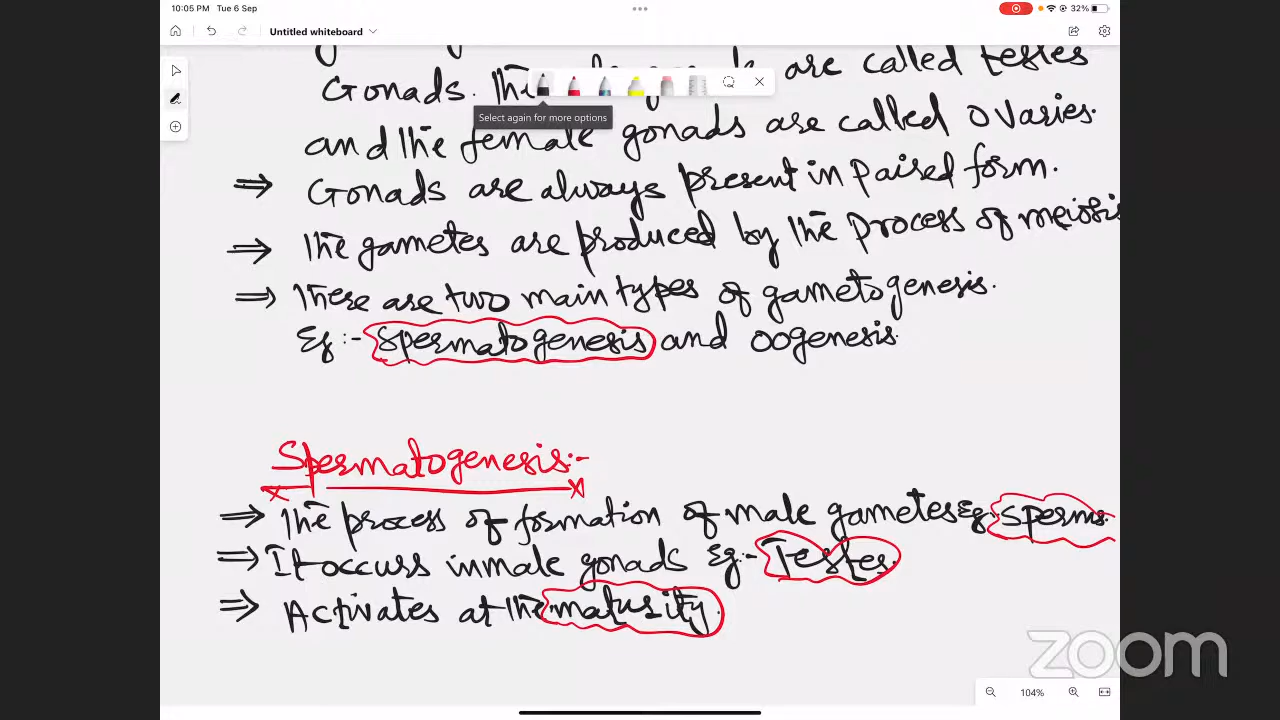 10:05 PM Tue 6 Sep
32%
Untitled whiteboard
Gonads. The are called testes
Select again for more options
and the female gonads are called ovaries.
⇒ Gonads are always present in paired form.
⇒ The gametes are produced by the process of meiosis
⇒ There are two main types of gametogenesis.
Eg :- Spermatogenesis and oogenesis.
Spermatogenesis:-
⇒ The process of formation of male gametes Eg:- sperms.
⇒ It occurs in male gonads Eg:- Testes.
⇒ Activates at the maturity.
zoom
104%